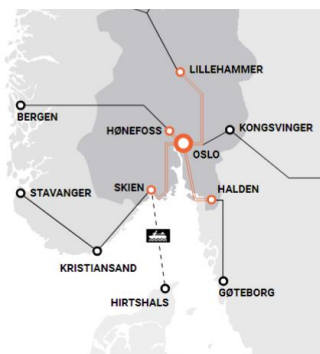 LILLEHAMMER
BERGEN
HØNEFOSS
KONGSVINGER
OSLO
SKIEN
HALDEN
STAVANGER
KRISTIANSAND
HIRTSHALS
GØTEBORG